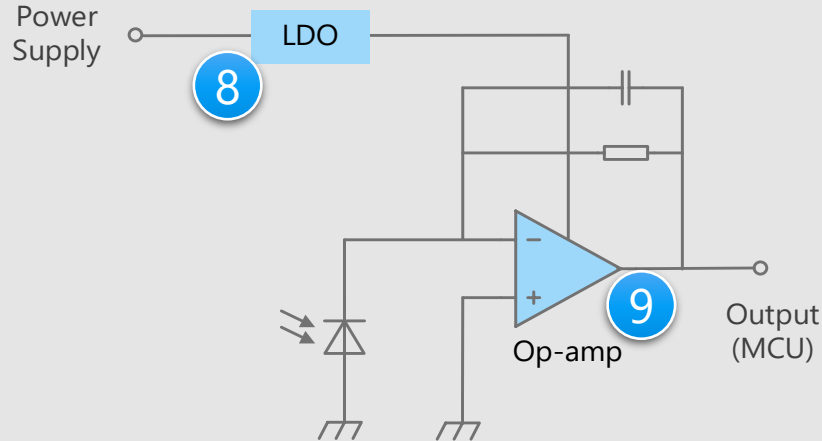 Power
Supply
LDO
8
−
+
9
Op-amp
Output
(MCU)